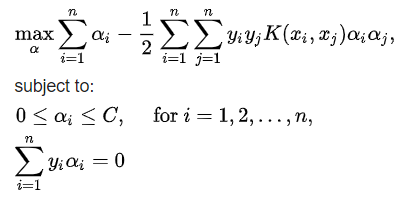 max_α ∑_{i=1}^{n} α_i − 1/2 ∑_{i=1}^{n} ∑_{j=1}^{n} y_i y_j K(x_i, x_j) α_i α_j,
subject to:
0 ≤ α_i ≤ C, for i = 1, 2, …, n,
∑_{i=1}^{n} y_i α_i = 0